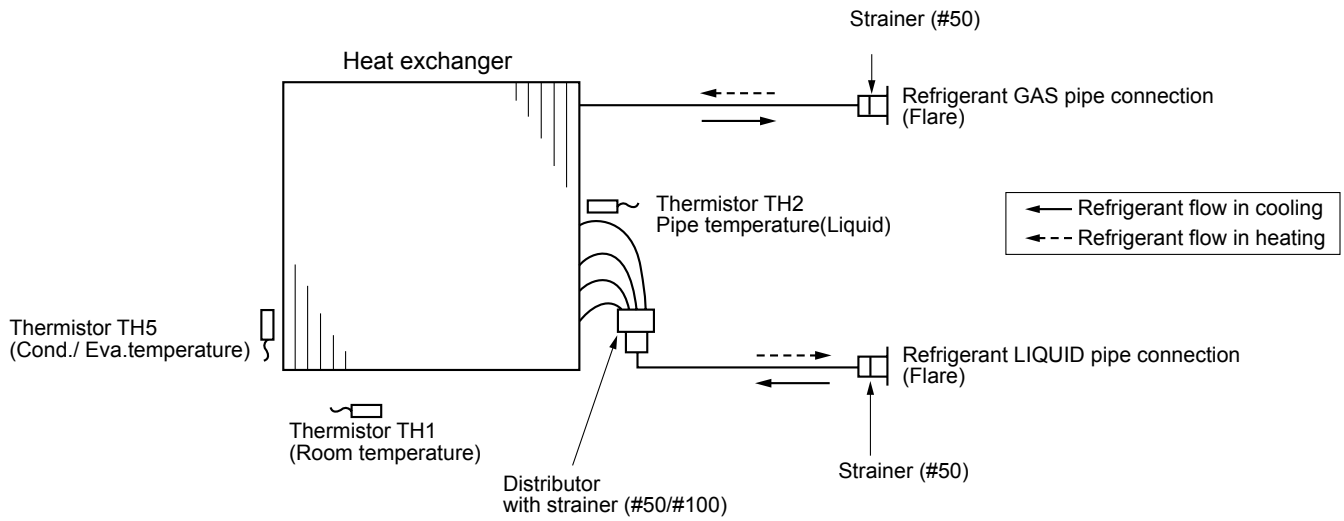 Strainer (#50)
Heat exchanger
Refrigerant GAS pipe connection
(Flare)
Thermistor TH2
Pipe temperature(Liquid)
Refrigerant flow in cooling
Refrigerant flow in heating
Thermistor TH5
(Cond./ Eva.temperature)
Refrigerant LIQUID pipe connection
(Flare)
Thermistor TH1
(Room temperature)
Strainer (#50)
Distributor
with strainer (#50/#100)